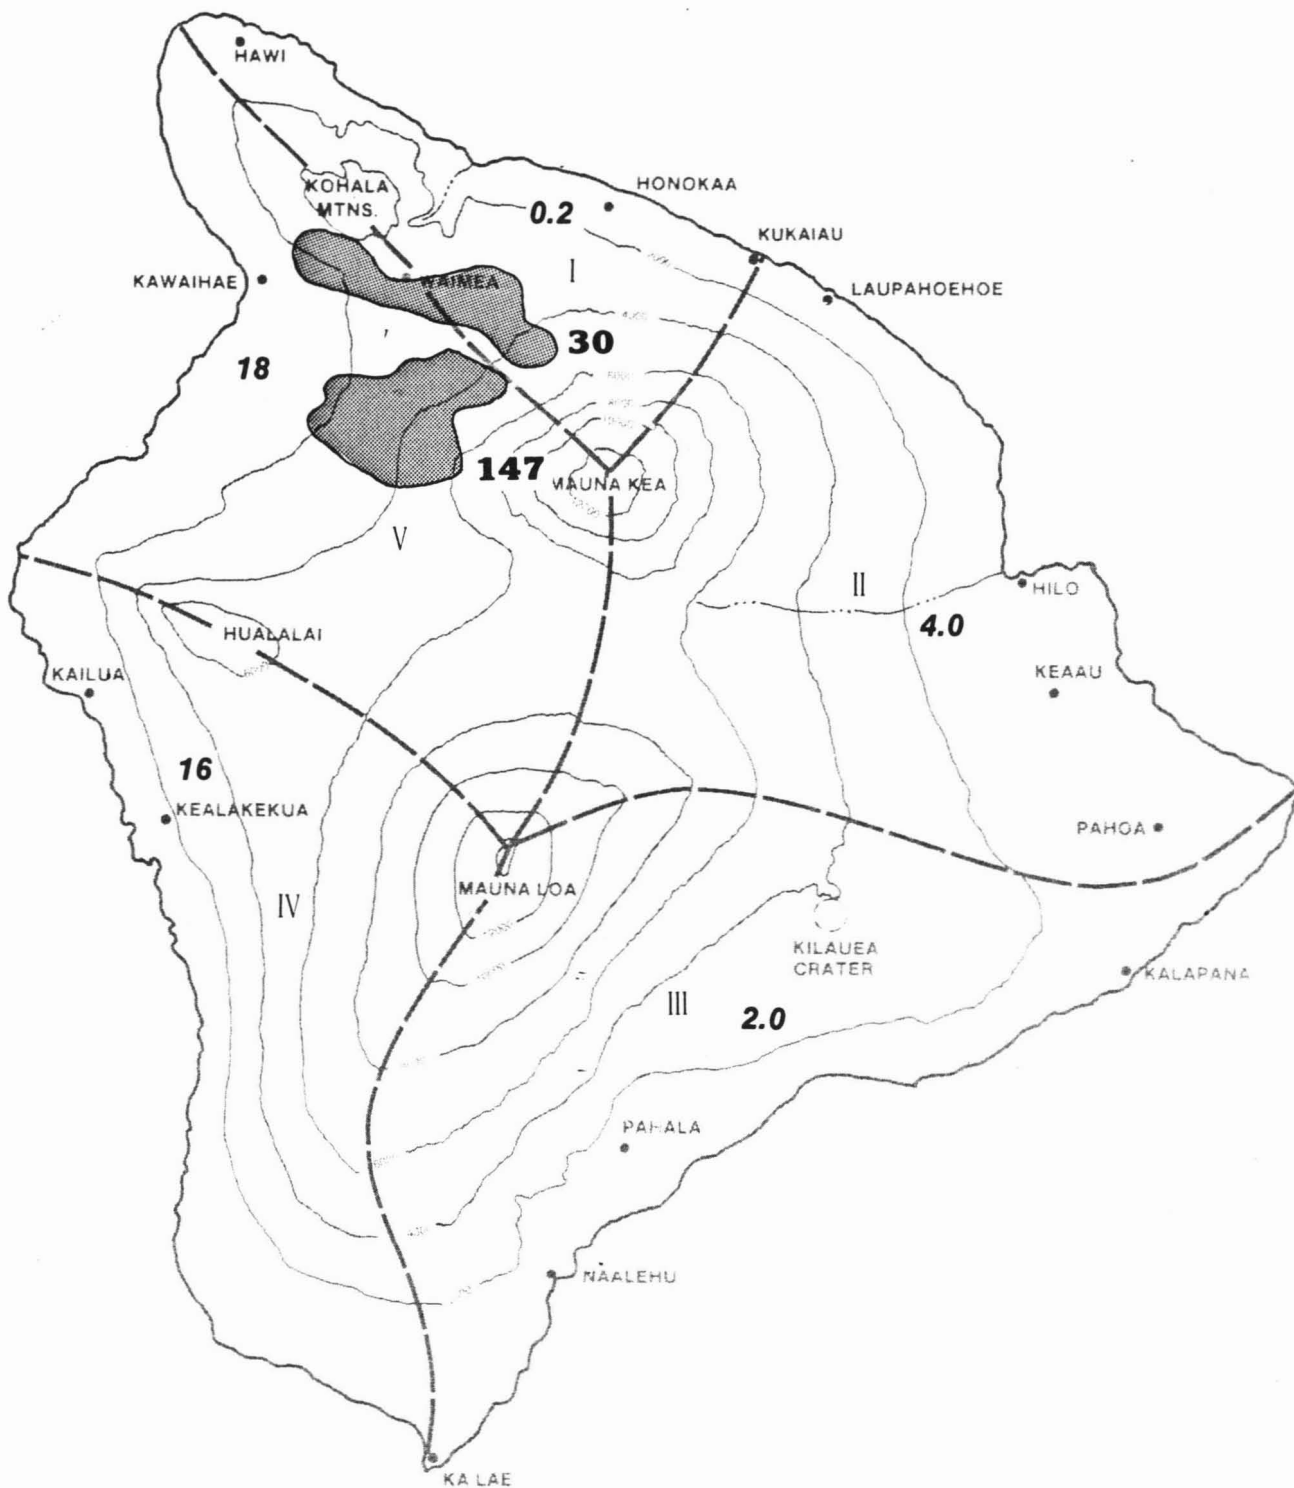 HAWI
KOHALA
MTNS.
HONOKAA
0.2
KUKAIAU
KAWAIHAE
WAIMEA
I
LAUPAHOEHOE
4000
30
18
147
MAUNA KEA
V
II
HILO
4.0
HUALALAI
KAILUA
KEAAU
16
KEALAKEKUA
PAHOA
MAUNA LOA
IV
KILAUEA
CRATER
KALAPANA
III
2.0
PAHALA
NAALEHU
KA LAE